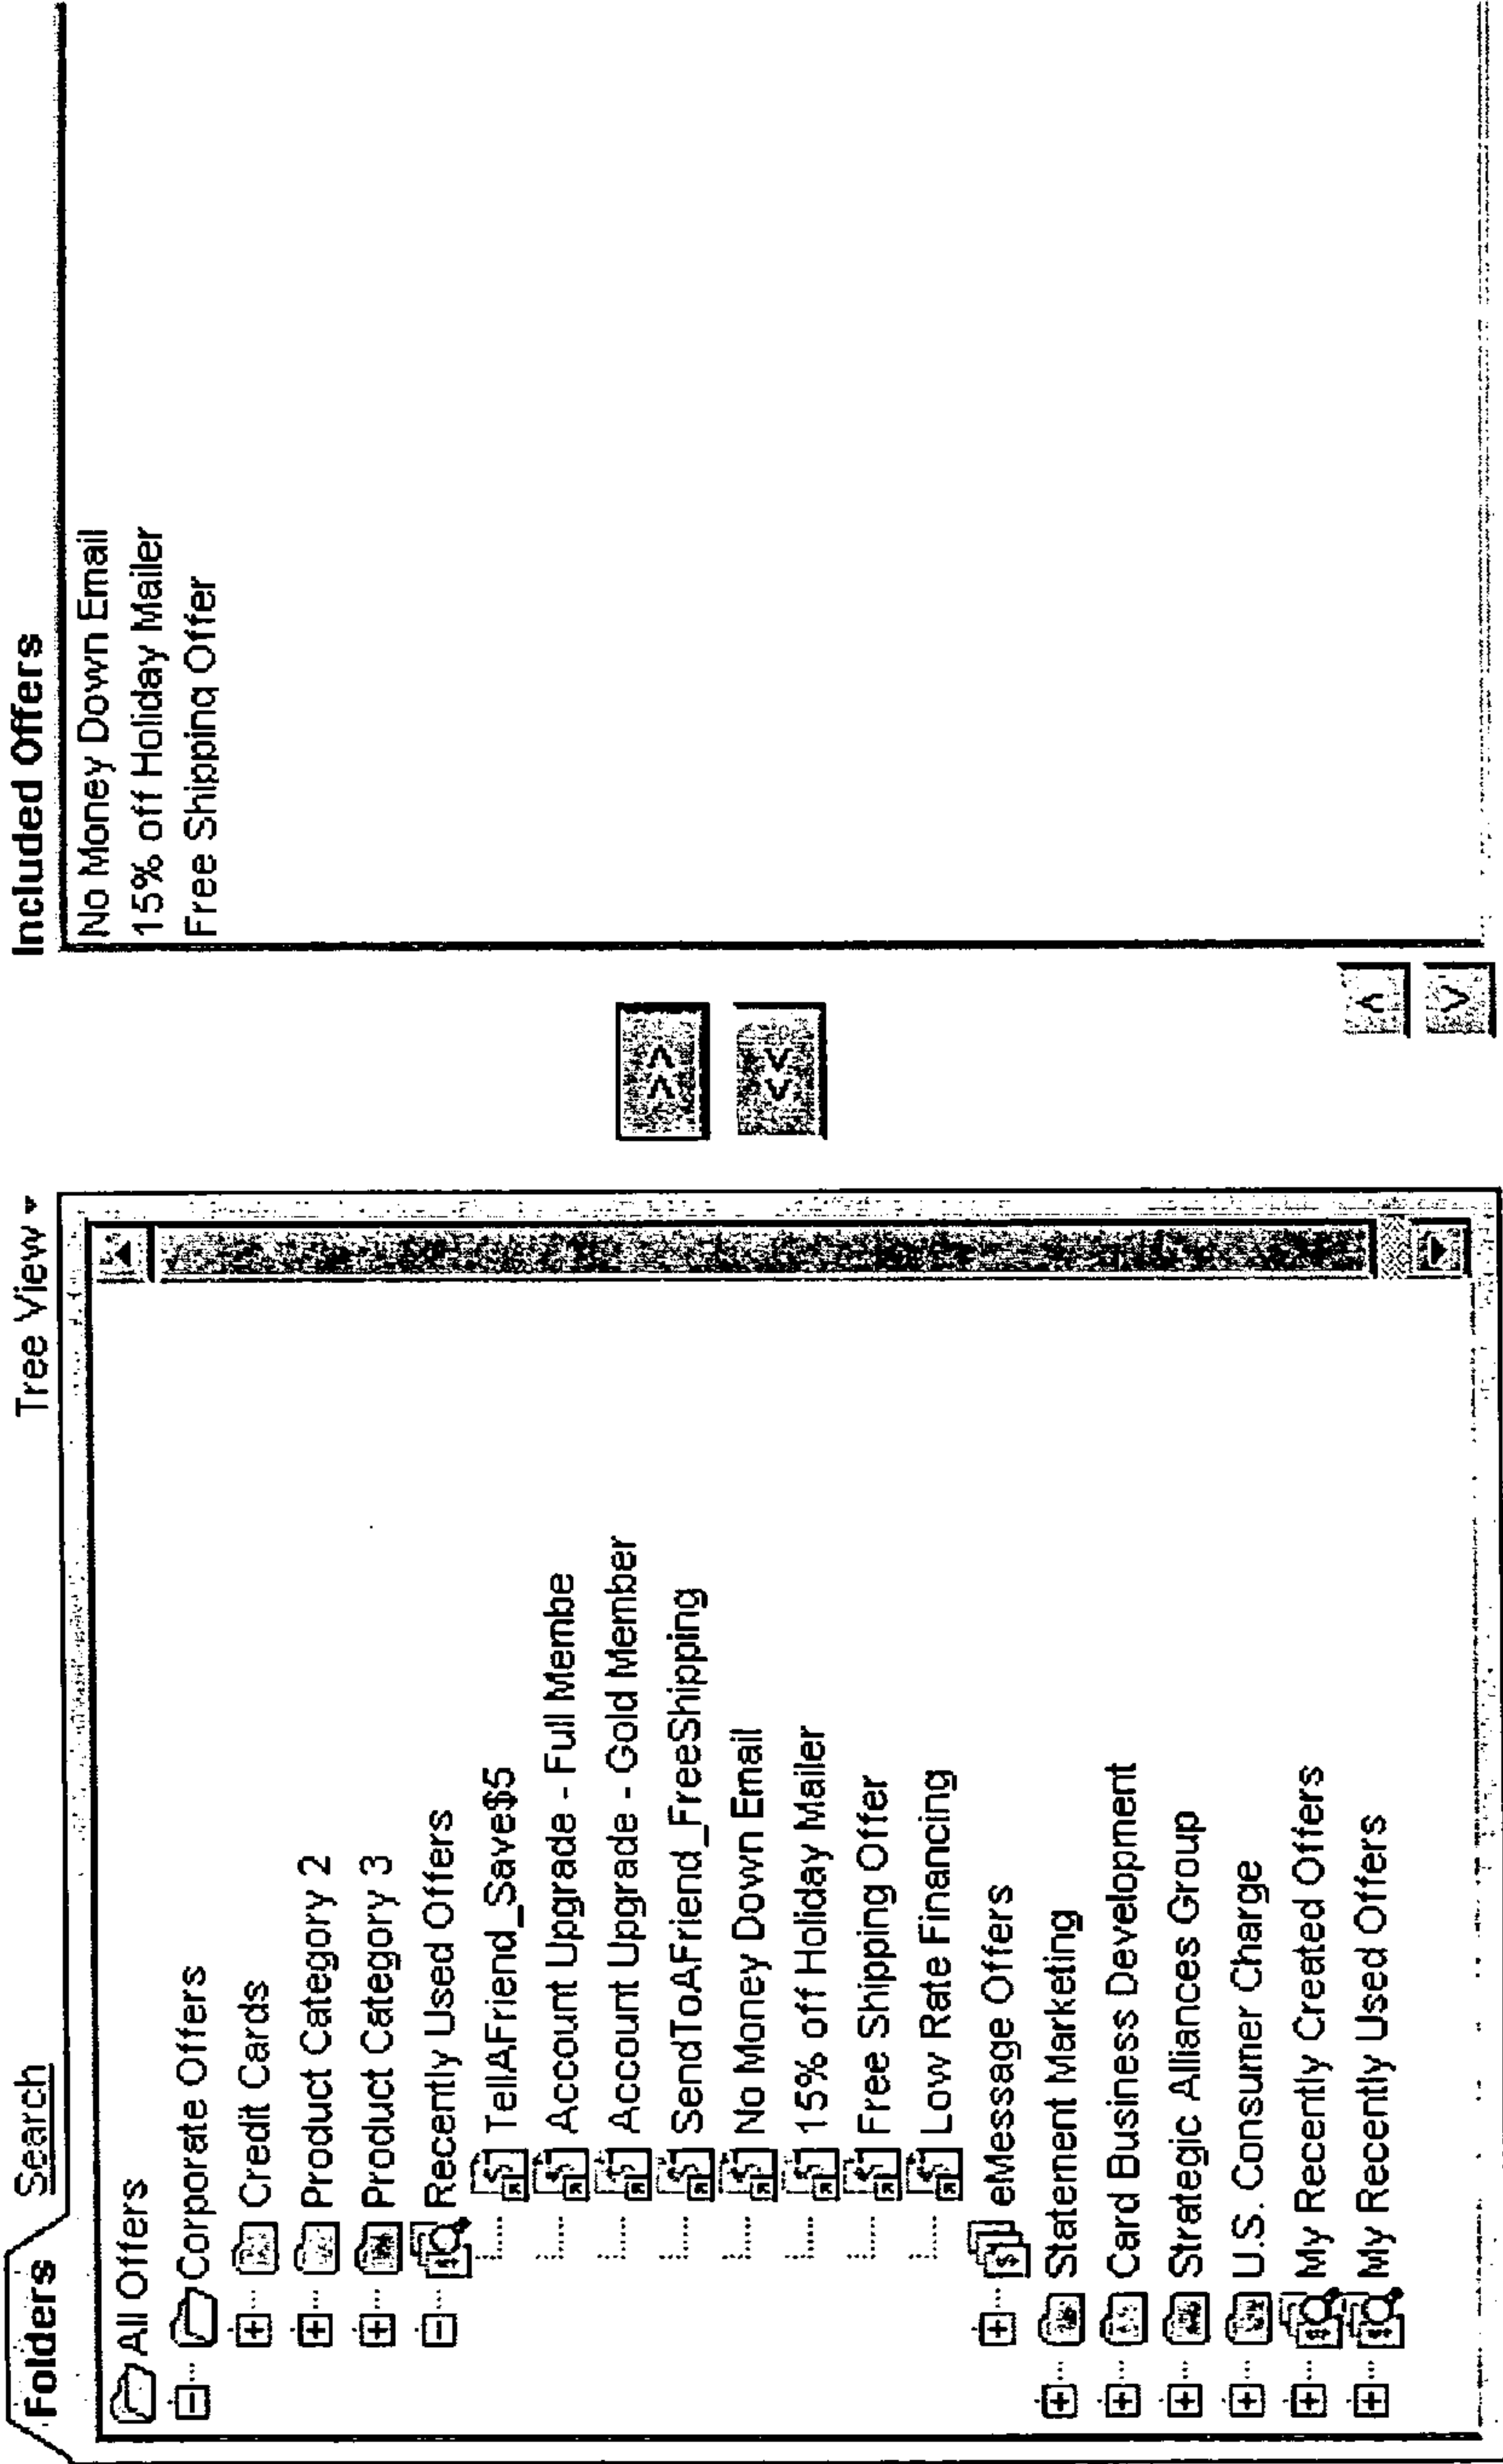 Folders Search Tree View
All Offers
Corporate Offers
Credit Cards
Product Category 2
Product Category 3
Recently Used Offers
TellAFriend_Save$5
Account Upgrade - Full Membe
Account Upgrade - Gold Member
SendToAFriend_FreeShipping
No Money Down Email
15% off Holiday Mailer
Free Shipping Offer
Low Rate Financing
eMessage Offers
Statement Marketing
Card Business Development
Strategic Alliances Group
U.S. Consumer Charge
My Recently Created Offers
My Recently Used Offers
>>
<<
Included Offers
No Money Down Email
15% off Holiday Mailer
Free Shipping Offer